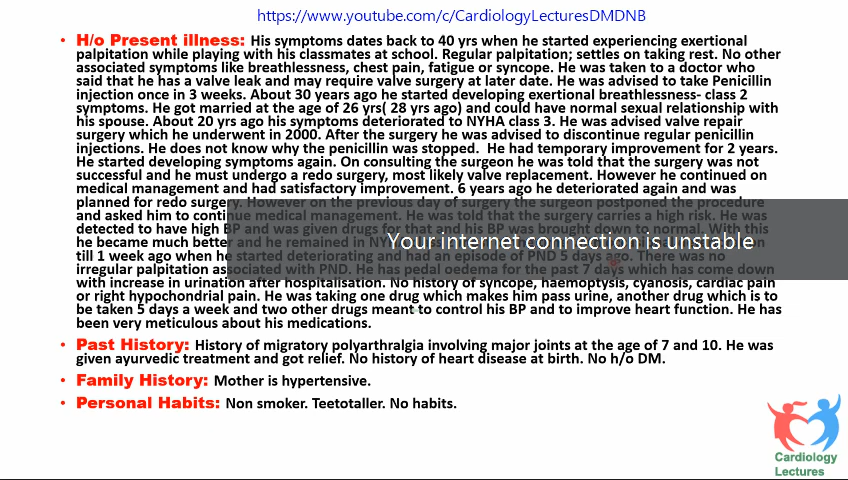 https://www.youtube.com/c/CardiologyLecturesDMDNB
• H/o Present illness: His symptoms dates back to 40 yrs when he started experiencing exertional
palpitation while playing with his classmates at school. Regular palpitation; settles on taking rest. No other
associated symptoms like breathlessness, chest pain, fatigue or syncope. He was taken to a doctor who
said that he has a valve leak and may require valve surgery at later date. He was advised to take Penicillin
injection once in 3 weeks. About 30 years ago he started developing exertional breathlessness- class 2
symptoms. He got married at the age of 26 yrs( 28 yrs ago) and could have normal sexual relationship with
his spouse. About 20 yrs ago his symptoms deteriorated to NYHA class 3. He was advised valve repair
surgery which he underwent in 2000. After the surgery he was advised to discontinue regular penicillin
injections. He does not know why the penicillin was stopped. He had temporary improvement for 2 years.
He started developing symptoms again. On consulting the surgeon he was told that the surgery was not
successful and he must undergo a redo surgery, most likely valve replacement. However he continued on
medical management and had satisfactory improvement. 6 years ago he deteriorated again and was
planned for redo surgery. However on the previous day of surgery the surgeon postponed the procedure
and asked him to continue medical management. He was told that the surgery carries a high risk. He was
detected to have high BP and was given drugs for that and his BP was brought down to normal. With this
he became much better and he remained in
Your internet connection is unstable
till 1 week ago when he started deteriorating and had an episode of PND 5 days ago. There was no
irregular palpitation associated with PND. He has pedal oedema for the past 7 days which has come down
with increase in urination after hospitalisation. No history of syncope, haemoptysis, cyanosis, cardiac pain
or right hypochondrial pain. He was taking one drug which makes him pass urine, another drug which is to
be taken 5 days a week and two other drugs meant to control his BP and to improve heart function. He has
been very meticulous about his medications.
• Past History: History of migratory polyarthralgia involving major joints at the age of 7 and 10. He was
given ayurvedic treatment and got relief. No history of heart disease at birth. No h/o DM.
• Family History: Mother is hypertensive.
• Personal Habits: Non smoker. Teetotaller. No habits.
Cardiology
Lectures